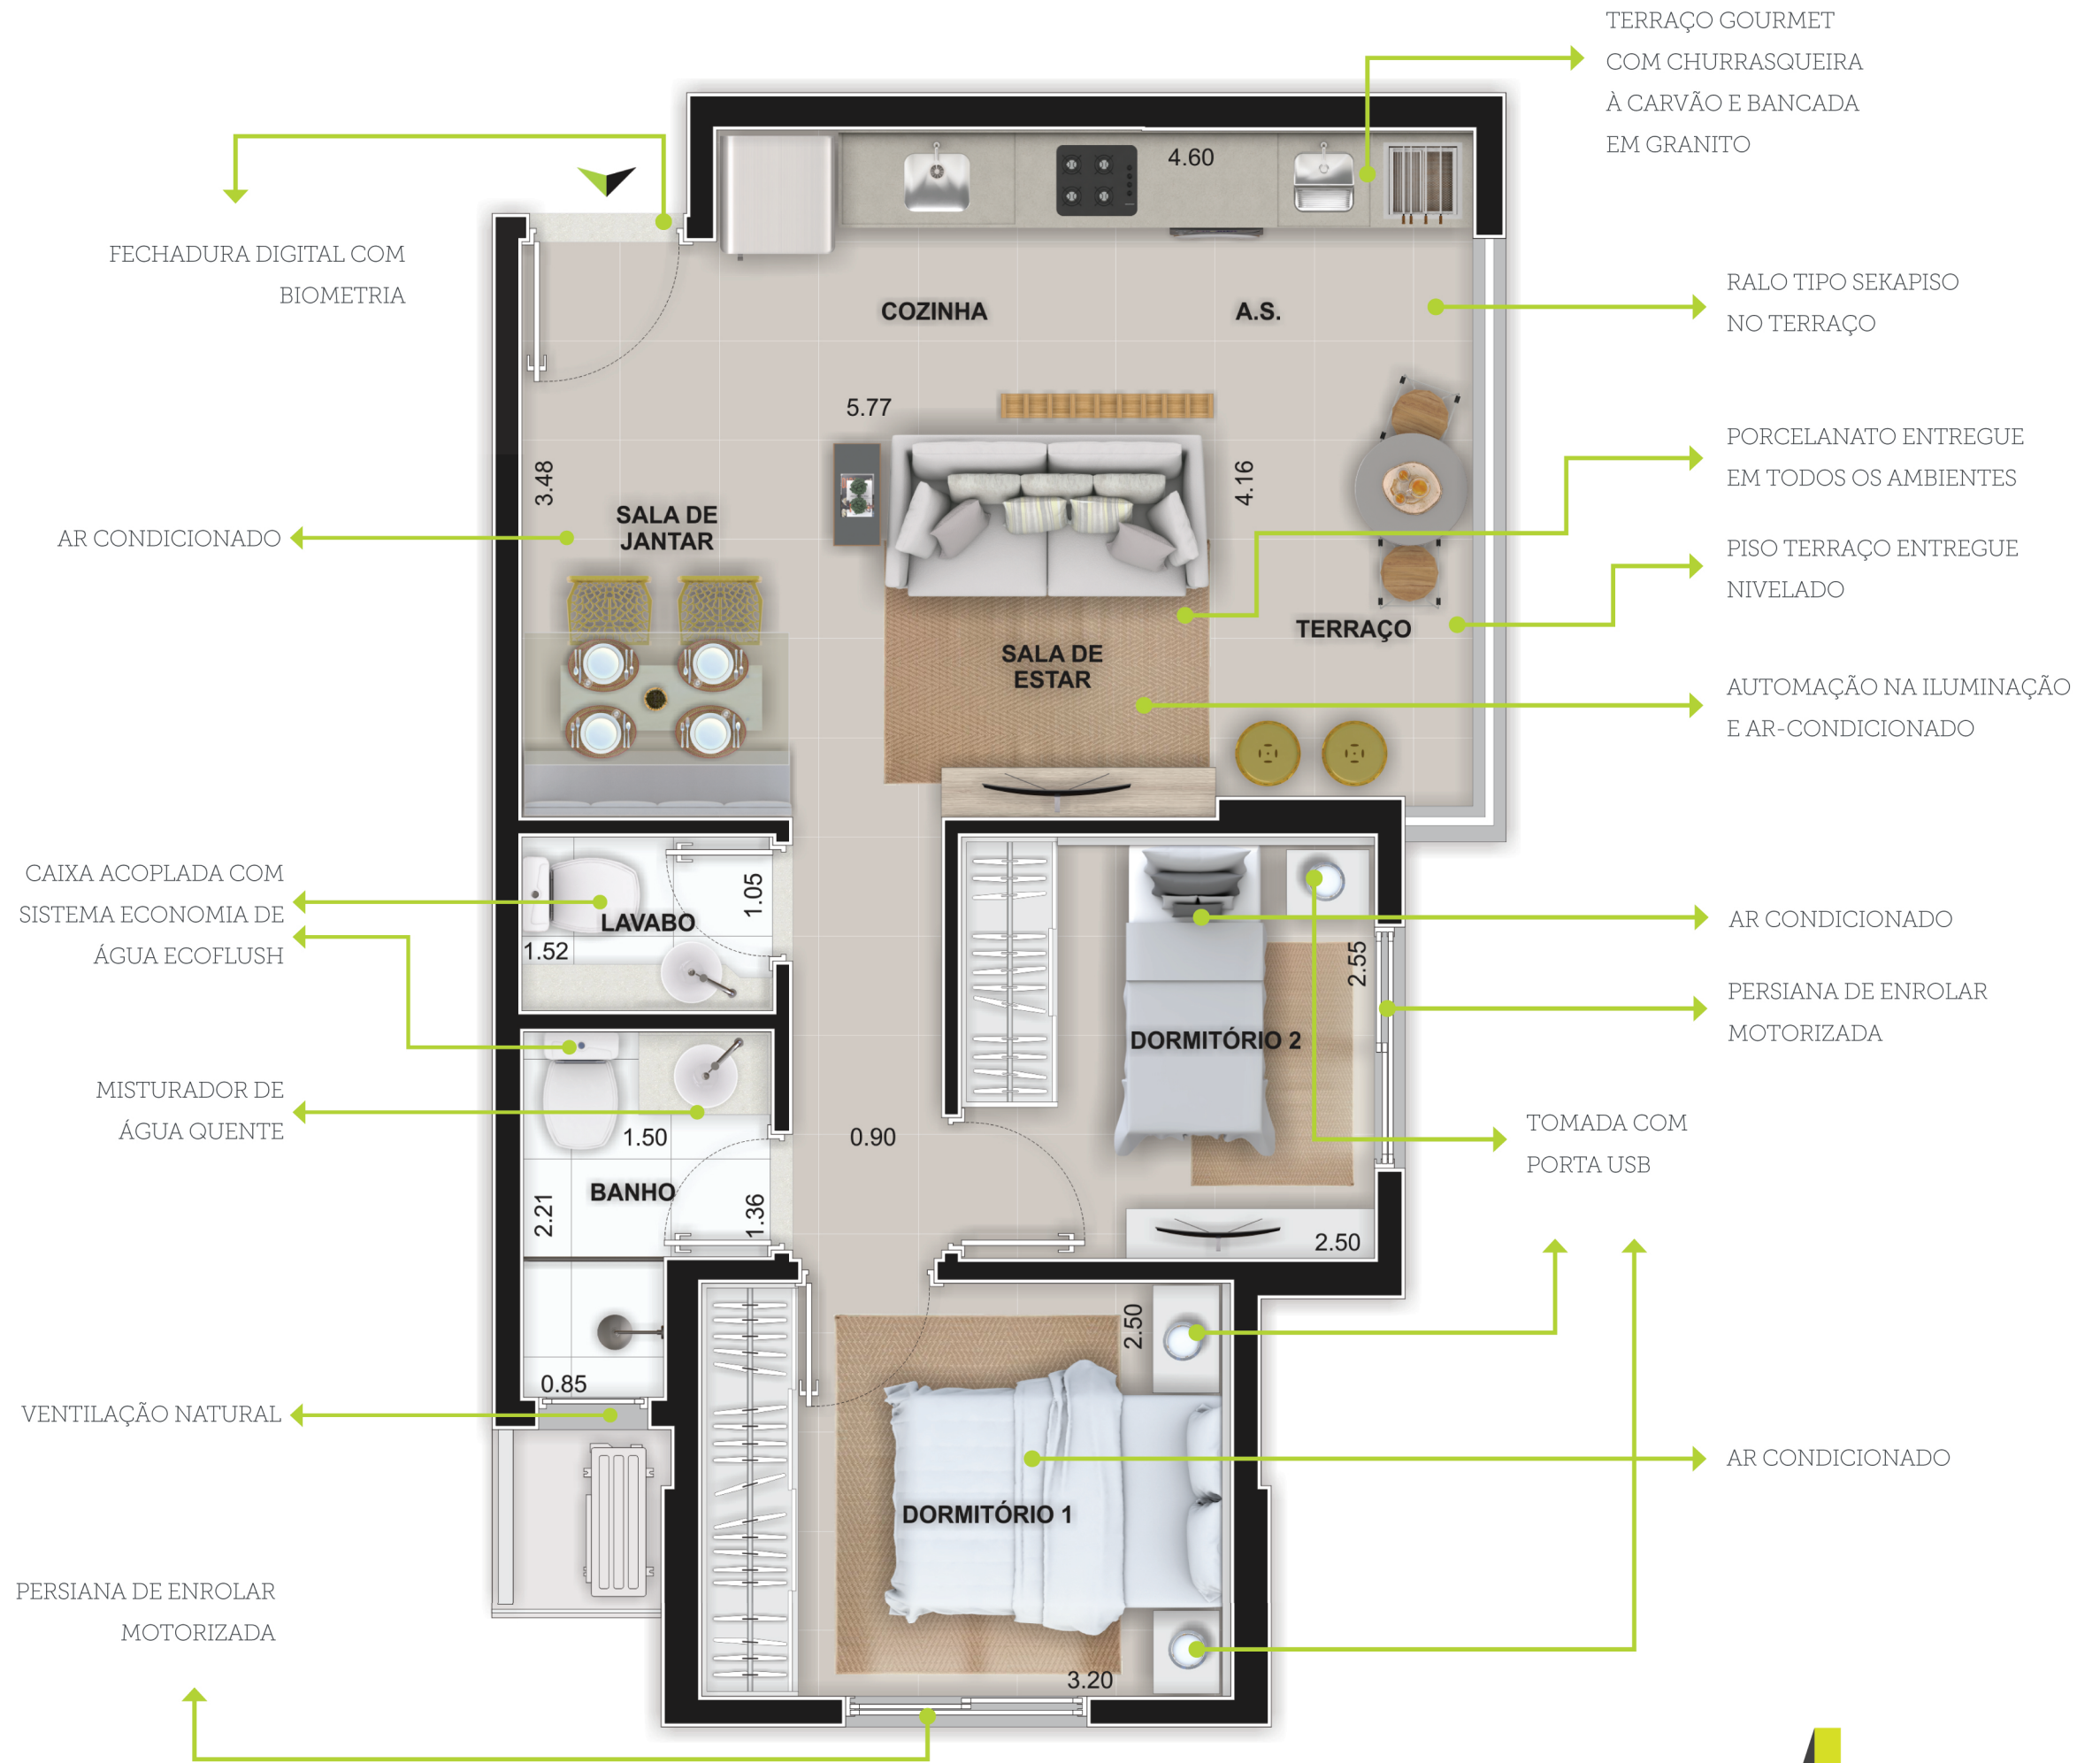 TERRAÇO GOURMET
COM CHURRASQUEIRA
À CARVÃO E BANCADA
EM GRANITO
4.60
FECHADURA DIGITAL COM
BIOMETRIA
COZINHA
A.S.
RALO TIPO SEKAPISO
NO TERRAÇO
5.77
3.48
4.16
PORCELANATO ENTREGUE
EM TODOS OS AMBIENTES
AR CONDICIONADO
SALA DE
JANTAR
PISO TERRAÇO ENTREGUE
NIVELADO
TERRAÇO
SALA DE
ESTAR
AUTOMAÇÃO NA ILUMINAÇÃO
E AR-CONDICIONADO
CAIXA ACOPLADA COM
SISTEMA ECONOMIA DE
ÁGUA ECOFLUSH
1.05
LAVABO
1.52
AR CONDICIONADO
2.55
PERSIANA DE ENROLAR
MOTORIZADA
DORMITÓRIO 2
MISTURADOR DE
ÁGUA QUENTE
1.50
0.90
TOMADA COM
PORTA USB
BANHO
2.21
1.36
2.50
2.50
0.85
VENTILAÇÃO NATURAL
AR CONDICIONADO
DORMITÓRIO 1
PERSIANA DE ENROLAR
MOTORIZADA
3.20